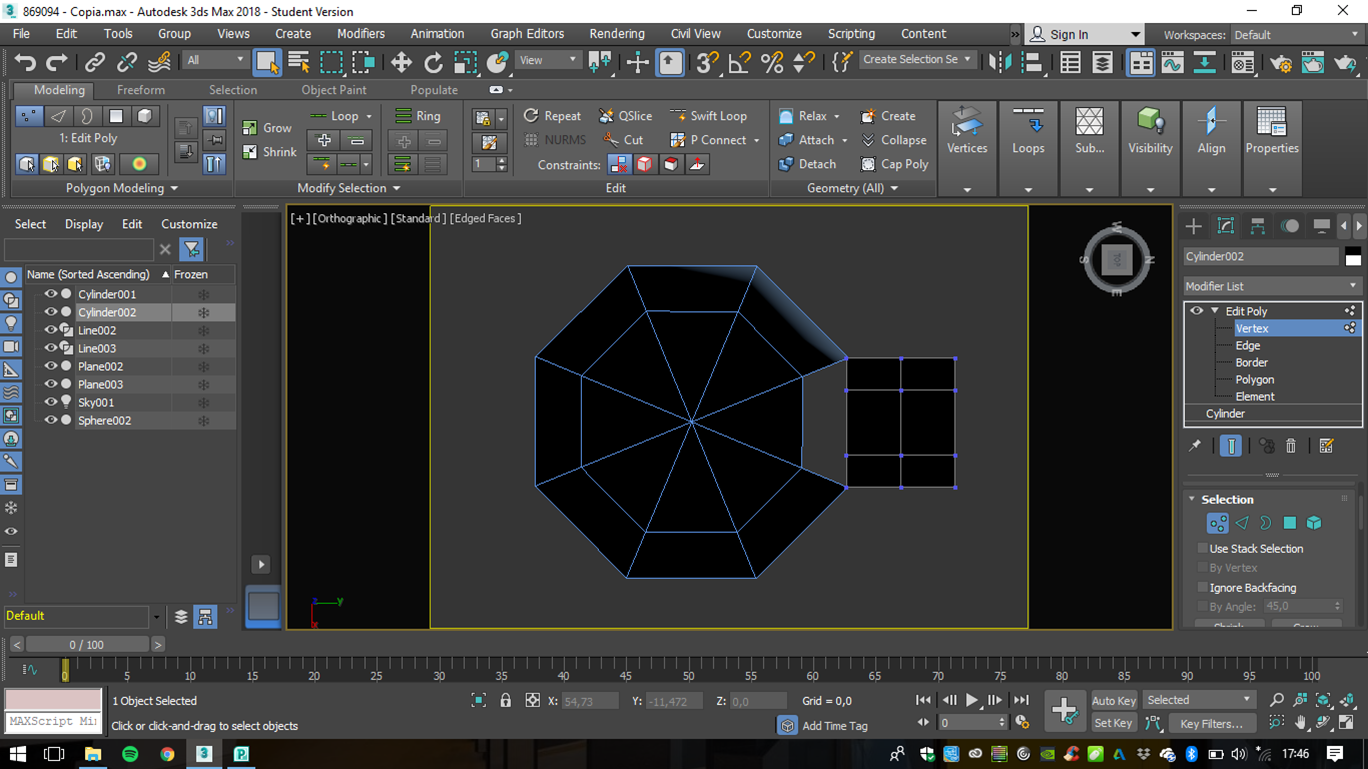 869094 - Copia.max - Autodesk 3ds Max 2018 - Student Version
File Edit Tools Group Views Create Modifiers Animation Graph Editors Rendering Civil View Customize Scripting Content » Sign In Workspaces: Default
All View Create Selection Se
Modeling Freeform Selection Object Paint Populate
1: Edit Poly
Polygon Modeling
Grow Shrink Loop Ring
Modify Selection
1 Repeat QSlice Swift Loop
NURMS Cut P Connect
Constraints:
Edit
Relax Create
Attach Collapse
Detach Cap Poly
Geometry (All)
Vertices Loops Sub... Visibility Align Properties
Select Display Edit Customize
Name (Sorted Ascending) ▲ Frozen
Cylinder001
Cylinder002
Line002
Line003
Plane002
Plane003
Sky001
Sphere002
Default
[+] [Orthographic ] [Standard ] [Edged Faces ]
W
S TOP N
E
z y
x
Cylinder002
Modifier List
Edit Poly
Vertex
Edge
Border
Polygon
Element
Cylinder
Selection
Use Stack Selection
By Vertex
Ignore Backfacing
By Angle: 45,0
Shrink Grow
< 0 / 100 >
0 5 10 15 20 25 30 35 40 45 50 55 60 65 70 75 80 85 90 95 100
1 Object Selected X: 54,73 Y: -11,472 Z: 0,0 Grid = 0,0 Auto Key Selected
MAXScript Mi Click or click-and-drag to select objects Add Time Tag 0 Set Key Key Filters...
17:46